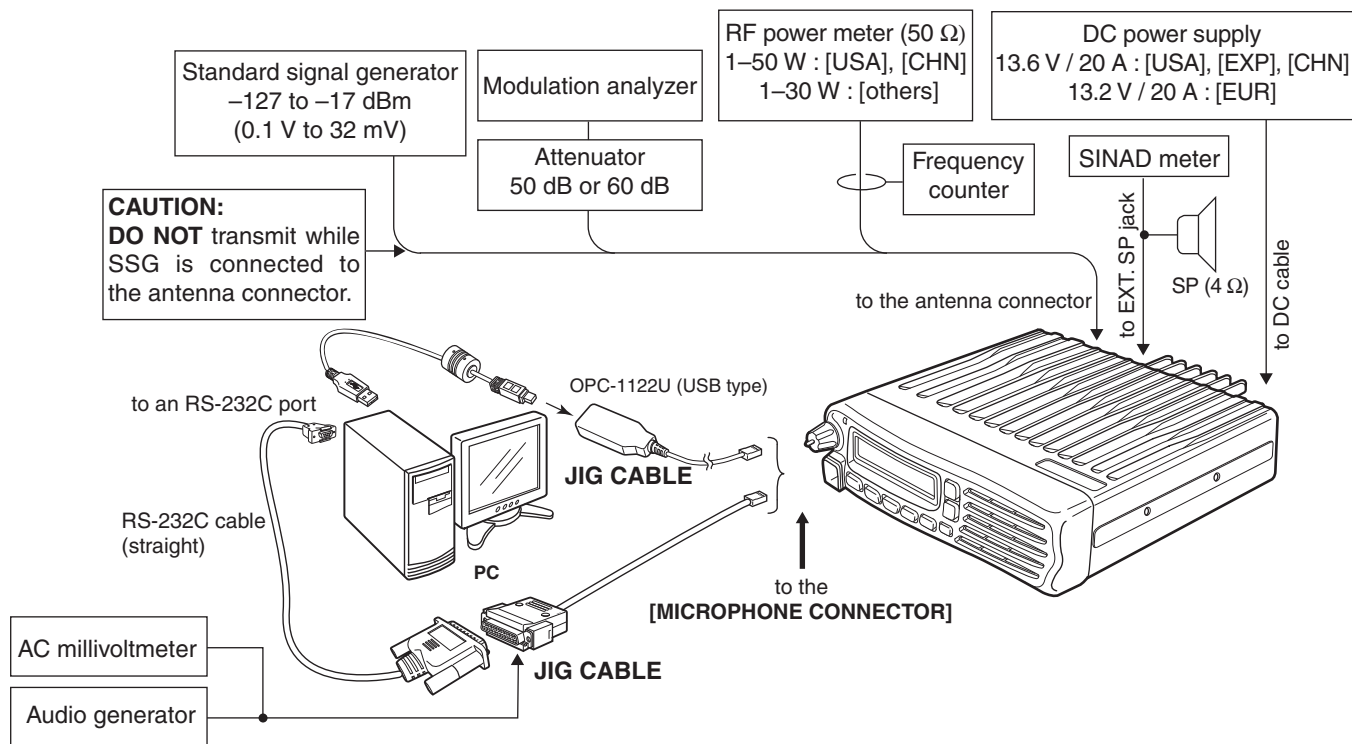 Standard signal generator
–127 to –17 dBm
(0.1 V to 32 mV)
Modulation analyzer
Attenuator
50 dB or 60 dB
RF power meter (50 Ω)
1–50 W : [USA], [CHN]
1–30 W : [others]
Frequency
counter
DC power supply
13.6 V / 20 A : [USA], [EXP], [CHN]
13.2 V / 20 A : [EUR]
SINAD meter
SP (4 Ω)
CAUTION:
DO NOT transmit while
SSG is connected to
the antenna connector.
to the antenna connector
to EXT. SP jack
to DC cable
to an RS-232C port
OPC-1122U (USB type)
JIG CABLE
RS-232C cable
(straight)
PC
to the
[MICROPHONE CONNECTOR]
JIG CABLE
AC millivoltmeter
Audio generator